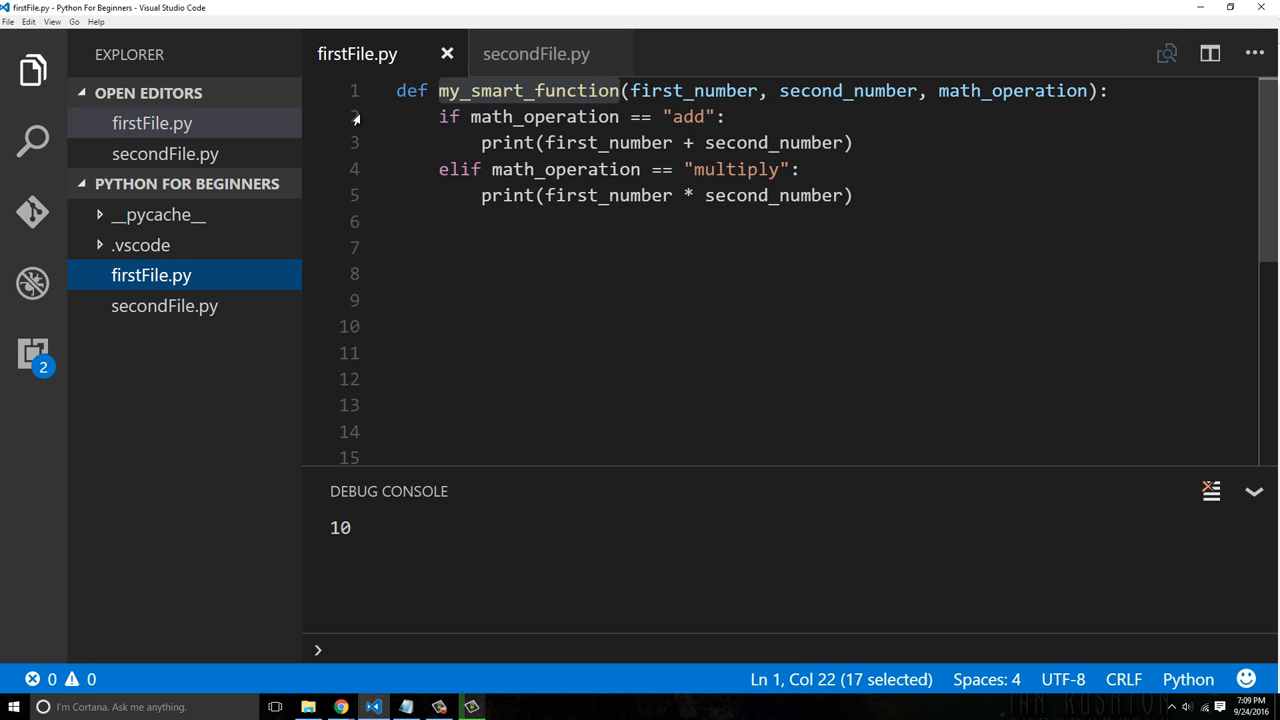 firstFile.py - Python For Beginners - Visual Studio Code
File Edit View Go Help
EXPLORER
OPEN EDITORS
firstFile.py
secondFile.py
PYTHON FOR BEGINNERS
__pycache__
.vscode
firstFile.py
secondFile.py
2
firstFile.py
secondFile.py
1 def my_smart_function(first_number, second_number, math_operation):
2 if math_operation == "add":
3 print(first_number + second_number)
4 elif math_operation == "multiply":
5 print(first_number * second_number)
6
7
8
9
10
11
12
13
14
15
DEBUG CONSOLE
10
0 0
Ln 1, Col 22 (17 selected) Spaces: 4 UTF-8 CRLF Python
I'm Cortana. Ask me anything.
IAN RUSHTON
7:09 PM
9/24/2016